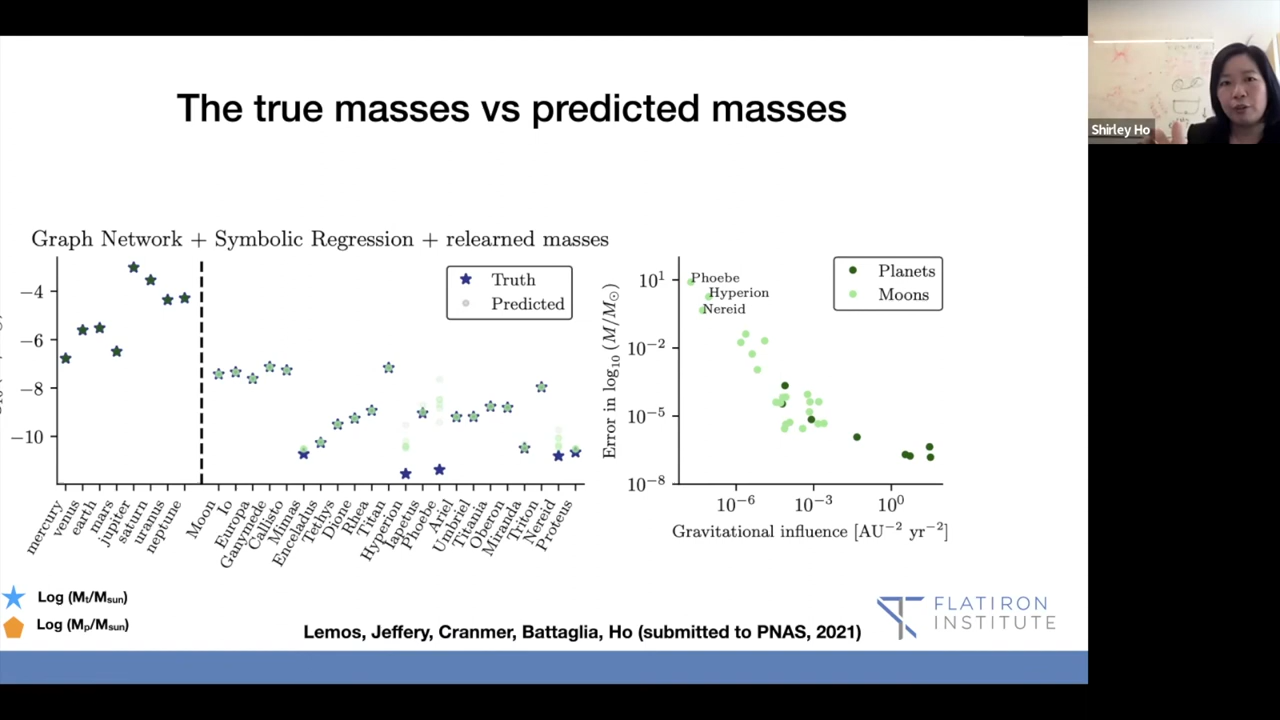 The true masses vs predicted masses
Shirley Ho
Graph Network + Symbolic Regression + relearned masses
Truth
Predicted
−4
−6
−8
−10
mercury
venus
earth
mars
jupiter
saturn
uranus
neptune
Moon
Io
Europa
Ganymede
Callisto
Mimas
Enceladus
Tethys
Dione
Rhea
Titan
Hyperion
Iapetus
Phoebe
Ariel
Umbriel
Titania
Oberon
Miranda
Triton
Nereid
Proteus
Error in log₁₀ (M/M☉)
10¹
10⁻²
10⁻⁵
10⁻⁸
Phoebe
Hyperion
Nereid
Planets
Moons
10⁻⁶ 10⁻³ 10⁰
Gravitational influence [AU⁻² yr⁻²]
Log (Mₜ/Mₛᵤₙ)
Log (Mₚ/Mₛᵤₙ)
Lemos, Jeffery, Cranmer, Battaglia, Ho (submitted to PNAS, 2021)
FLATIRON
INSTITUTE